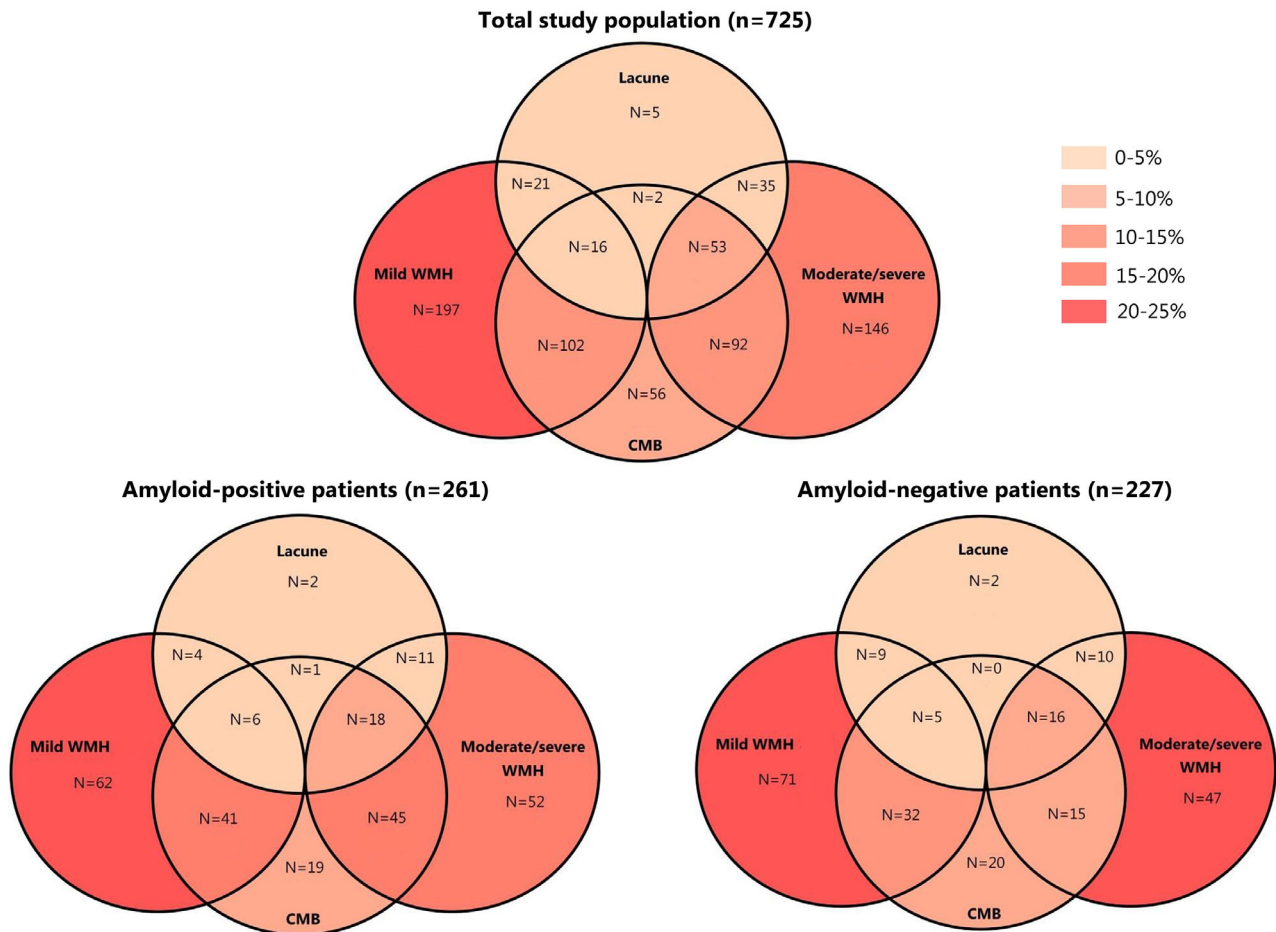 Total study population (n=725)
Lacune
N=5
N=21
N=2
N=35
N=16
N=53
Mild WMH
N=197
Moderate/severe
WMH
N=146
N=102
N=92
N=56
CMB
0-5%
5-10%
10-15%
15-20%
20-25%
Amyloid-positive patients (n=261)
Lacune
N=2
N=4
N=1
N=11
N=6
N=18
Mild WMH
N=62
Moderate/severe
WMH
N=52
N=41
N=45
N=19
CMB
Amyloid-negative patients (n=227)
Lacune
N=2
N=9
N=0
N=10
N=5
N=16
Mild WMH
N=71
Moderate/severe
WMH
N=47
N=32
N=15
N=20
CMB